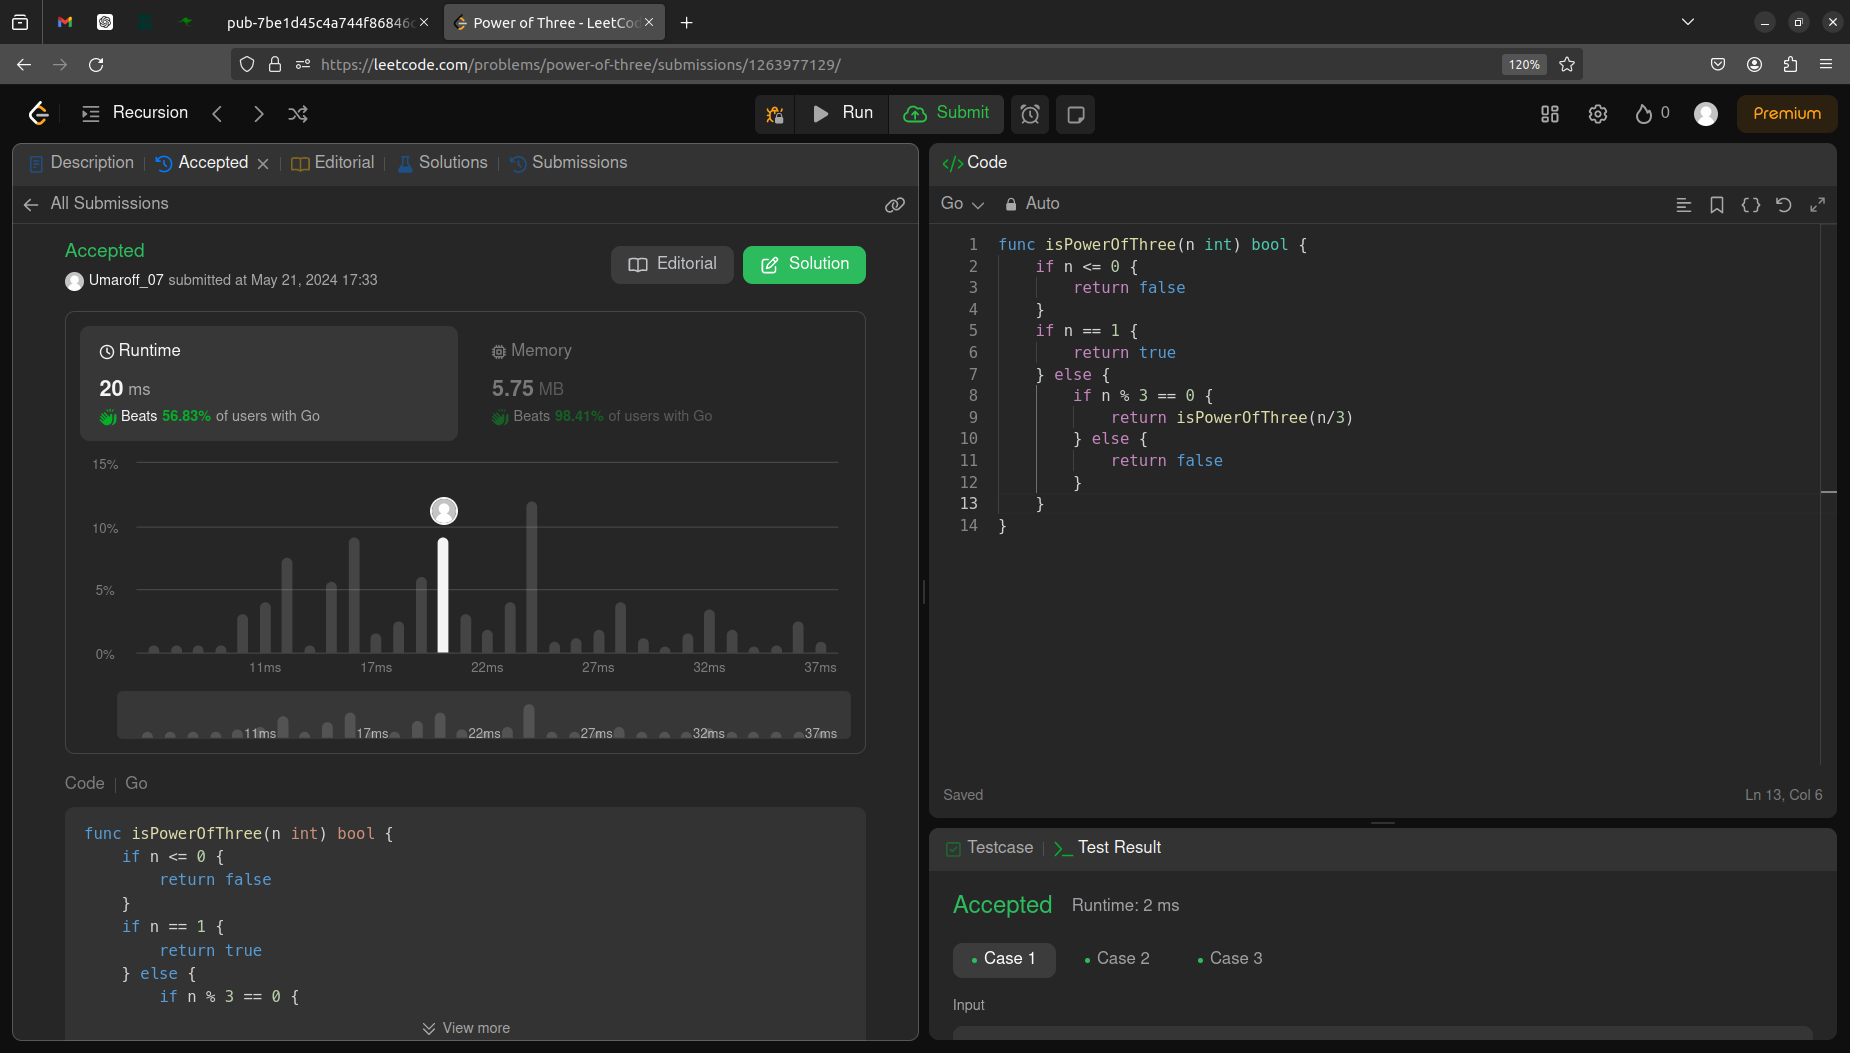 pub-7be1d45c4a744f86846
Power of Three - LeetCo
https://leetcode.com/problems/power-of-three/submissions/1263977129/
120%
Recursion
Run
Submit
0
Premium
Description
Accepted
Editorial
Solutions
Submissions
All Submissions
Accepted
Umaroff_07 submitted at May 21, 2024 17:33
Editorial
Solution
Runtime
20 ms
Beats 56.83% of users with Go
Memory
5.75 MB
Beats 98.41% of users with Go
15%
10%
5%
0%
11ms 17ms 22ms 27ms 32ms 37ms
11ms 17ms 22ms 27ms 32ms 37ms
Code | Go
func isPowerOfThree(n int) bool {
    if n <= 0 {
        return false
    }
    if n == 1 {
        return true
    } else {
        if n % 3 == 0 {
View more
</> Code
Go
Auto
1 func isPowerOfThree(n int) bool {
2     if n <= 0 {
3         return false
4     }
5     if n == 1 {
6         return true
7     } else {
8         if n % 3 == 0 {
9             return isPowerOfThree(n/3)
10         } else {
11             return false
12         }
13     }
14 }
Saved
Ln 13, Col 6
Testcase
>_ Test Result
Accepted
Runtime: 2 ms
Case 1
Case 2
Case 3
Input